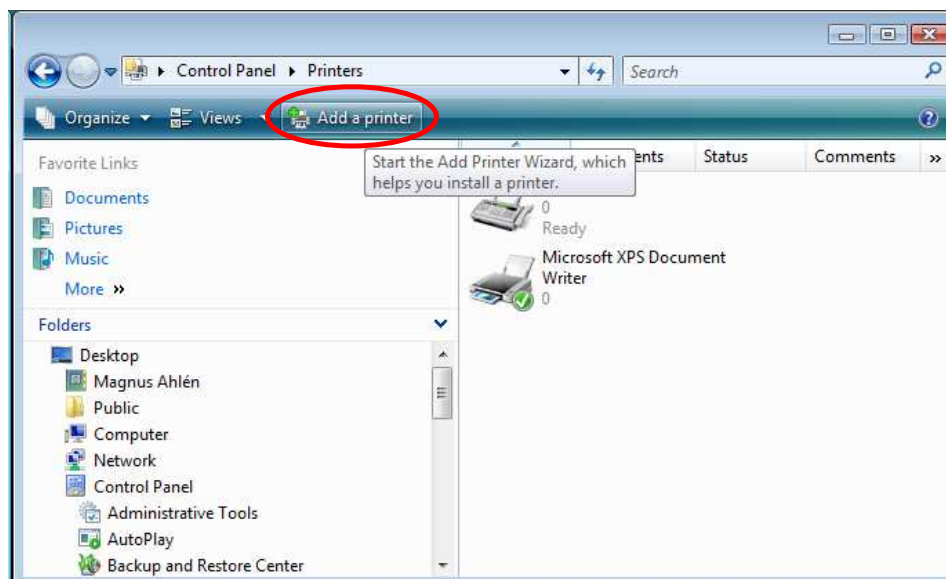 Control Panel Printers
Search
Organize Views Add a printer
Start the Add Printer Wizard, which
helps you install a printer.
Favorite Links
Documents
Pictures
Music
More »
Status Comments »
0
Ready
Microsoft XPS Document
Writer
0
Folders
Desktop
Magnus Ahlén
Public
Computer
Network
Control Panel
Administrative Tools
AutoPlay
Backup and Restore Center